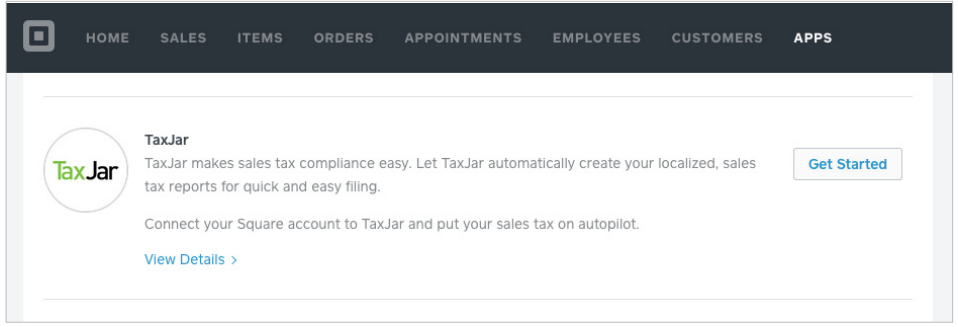 HOME SALES ITEMS ORDERS APPOINTMENTS EMPLOYEES CUSTOMERS APPS
TaxJar
TaxJar
TaxJar makes sales tax compliance easy. Let TaxJar automatically create your localized, sales
tax reports for quick and easy filing.
Get Started
Connect your Square account to TaxJar and put your sales tax on autopilot.
View Details >